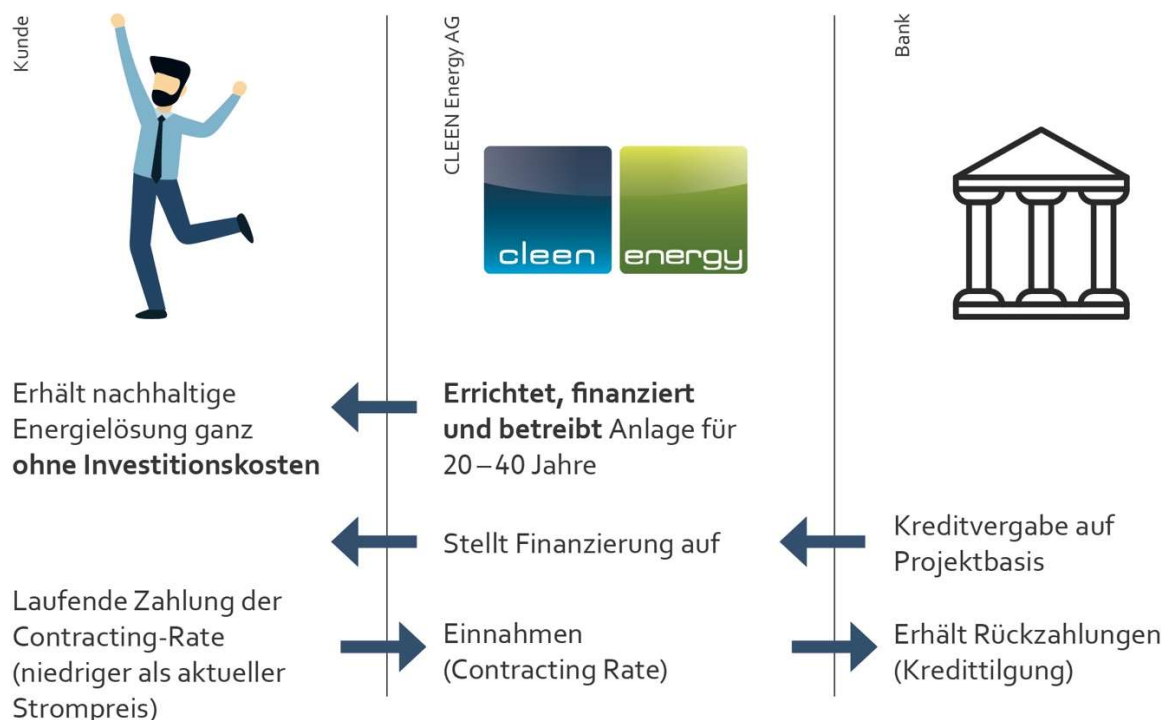 Kunde
CLEEN Energy AG
Bank
cleen energy
Erhält nachhaltige
Energielösung ganz
ohne Investitionskosten
Errichtet, finanziert
und betreibt Anlage für
20–40 Jahre
Stellt Finanzierung auf
Kreditvergabe auf
Projektbasis
Laufende Zahlung der
Contracting-Rate
(niedriger als aktueller
Strompreis)
Einnahmen
(Contracting Rate)
Erhält Rückzahlungen
(Kredittilgung)